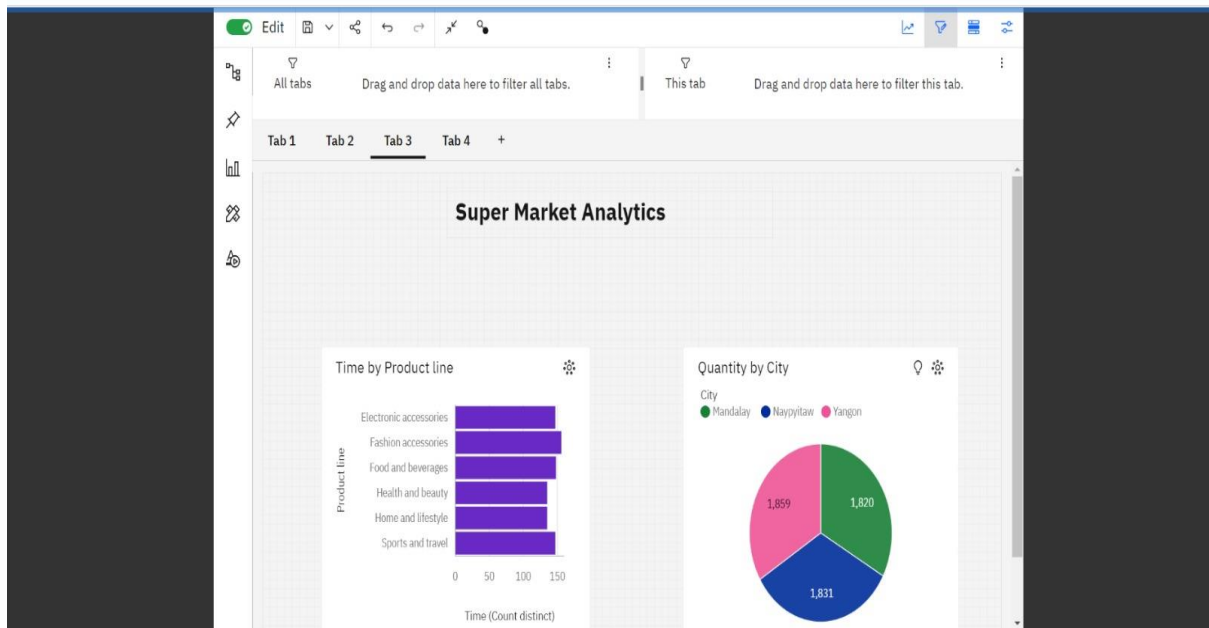 Edit
All tabs
Drag and drop data here to filter all tabs.
This tab
Drag and drop data here to filter this tab.
Tab 1 Tab 2 Tab 3 Tab 4 +
Super Market Analytics
Time by Product line
Product line
Electronic accessories
Fashion accessories
Food and beverages
Health and beauty
Home and lifestyle
Sports and travel
0 50 100 150
Time (Count distinct)
Quantity by City
City
Mandalay Naypyitaw Yangon
1,859
1,820
1,831